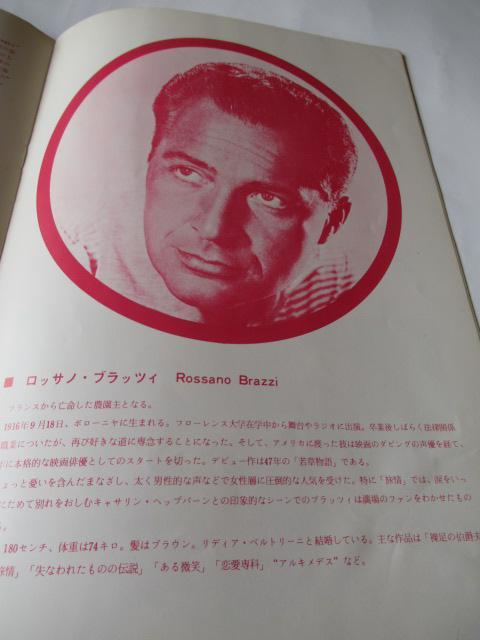 ■ ロッサノ・ブラッツィ Rossano Brazzi
フランスから亡命した農園主となる。
1916年9月18日、ボローニヤに生まれる。フローレンス大学在学中から舞台やラジオに出演。卒業後しばらく法律関係
職業についたが、再び好きな道に専念することになった。そして、アメリカに渡った彼は映画のダビングの声優を経て、
に本格的な映画俳優としてのスタートを切った。デビュー作は47年の「若草物語」である。
ょっと憂いを含んだまなざし、太く男性的な声などで女性層に圧倒的な人気を受けた。特に「旅情」では、涙をいっ
にためて別れをおしむキャサリン・ヘップバーンとの印象的なシーンでのブラッツィは廣場のファンをわかせたもの
る。
180センチ、体重は74キロ。髪はブラウン。リディア・ベルトリーニと結婚している。主な作品は「裸足の伯爵夫
旅情」「失なわれたものの伝説」「ある微笑」「恋愛専科」“アルキメデス”など。